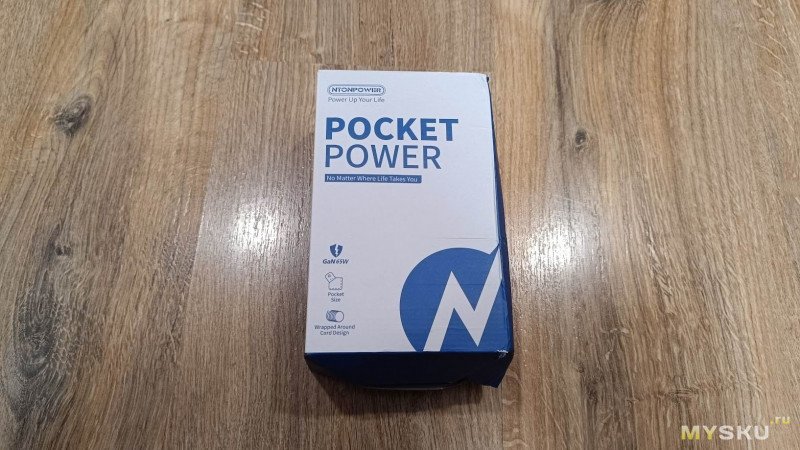 NTONPOWER
Power Up Your Life
POCKET
POWER
No Matter Where Life Takes You
GaN 65W
Pocket
Size
Wrapped Around
Cord Design
MYSKU.ru